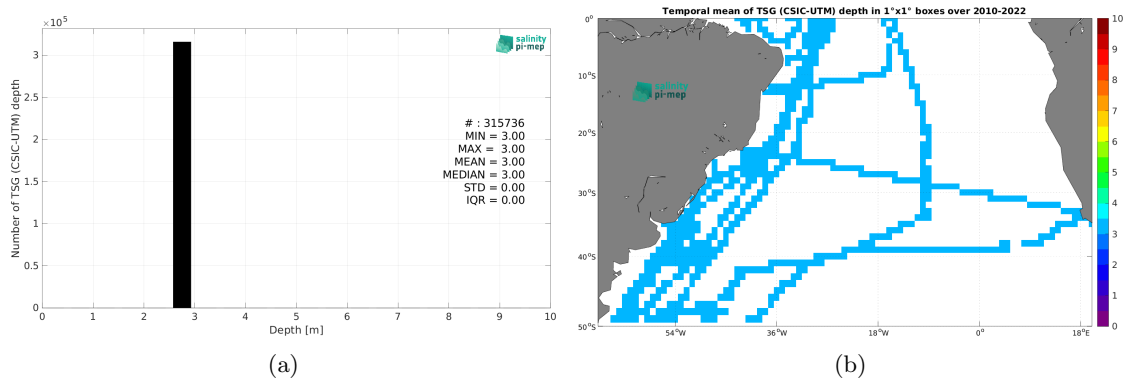 ×10⁵
3
2.5
2
1.5
1
0.5
0
Number of TSG (CSIC-UTM) depth
0 1 2 3 4 5 6 7 8 9 10
Depth [m]
salinity
pi-mep
# : 315736
MIN = 3.00
MAX = 3.00
MEAN = 3.00
MEDIAN = 3.00
STD = 0.00
IQR = 0.00
(a)
Temporal mean of TSG (CSIC-UTM) depth in 1°x1° boxes over 2010-2022
salinity
pi-mep
0°
10°S
20°S
30°S
40°S
50°S
54°W 36°W 18°W 0° 18°E
10
9
8
7
6
5
4
3
2
1
0
(b)